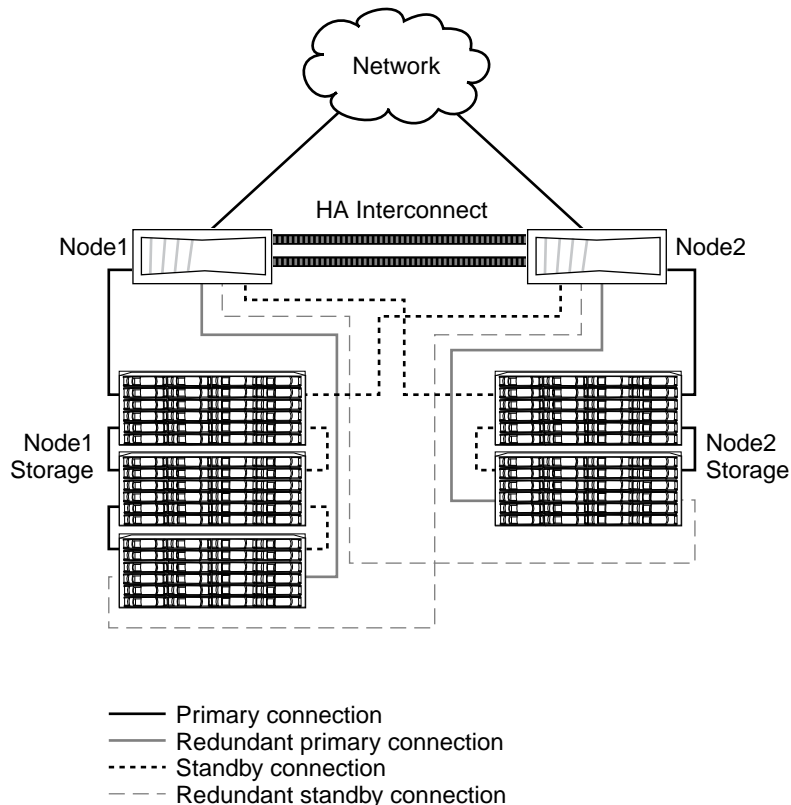 Network
HA Interconnect
Node1
Node2
Node1
Storage
Node2
Storage
Primary connection
Redundant primary connection
Standby connection
Redundant standby connection